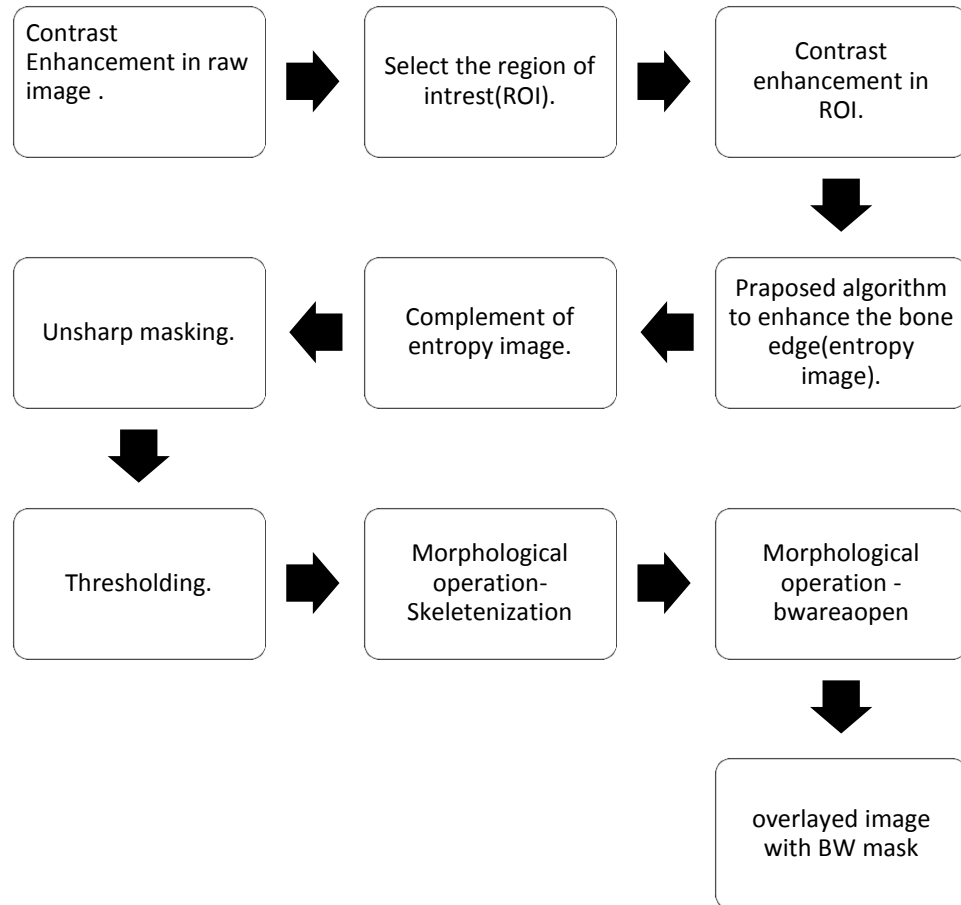 Contrast
Enhancement in raw
image .
Select the region of
intrest(ROI).
Contrast
enhancement in
ROI.
Praposed algorithm
to enhance the bone
edge(entropy
image).
Complement of
entropy image.
Unsharp masking.
Thresholding.
Morphological
operation-
Skeletenization
Morphological
operation -
bwareaopen
overlayed image
with BW mask